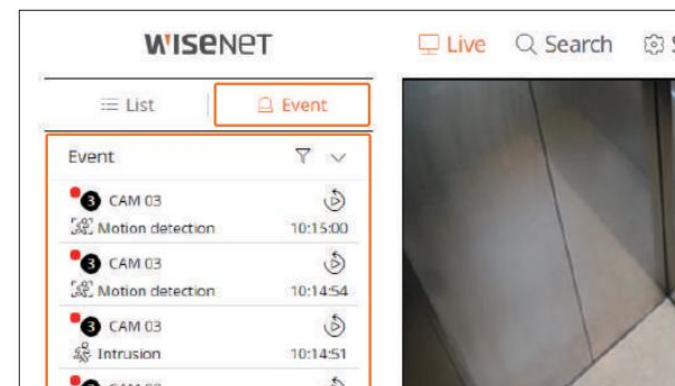 WISENET
Live Search
List Event
Event
3 CAM 03
Motion detection 10:15:00
3 CAM 03
Motion detection 10:14:54
3 CAM 03
Intrusion 10:14:51
3